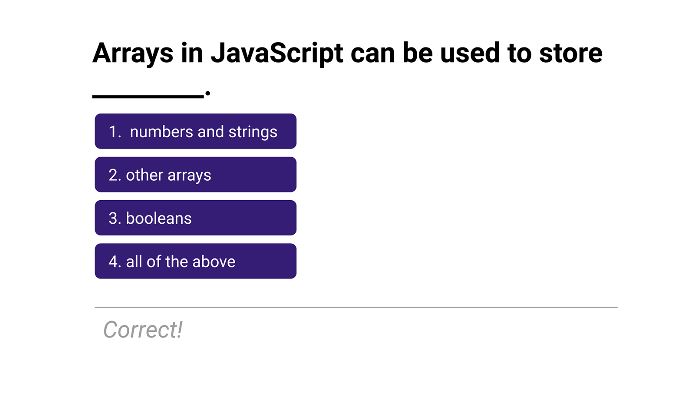 Arrays in JavaScript can be used to store
________.
1. numbers and strings
2. other arrays
3. booleans
4. all of the above
Correct!